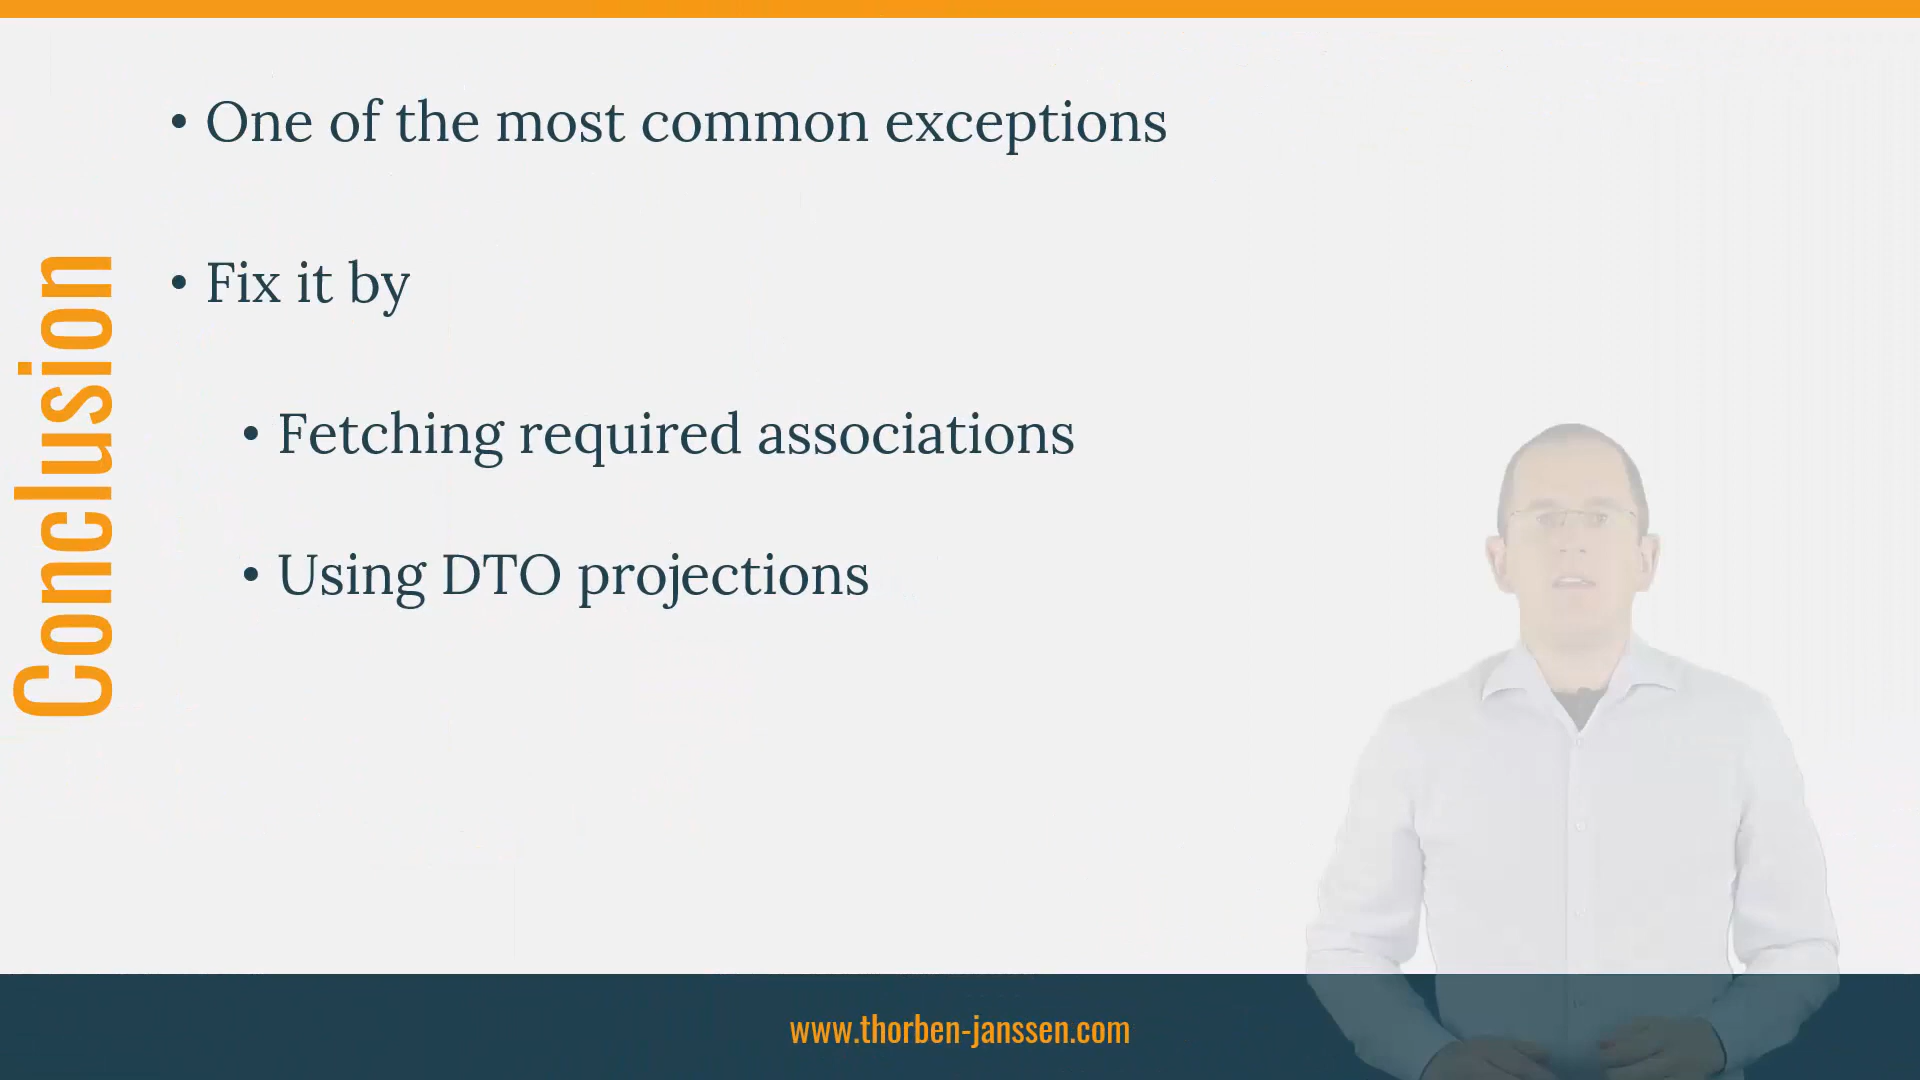 Conclusion
• One of the most common exceptions
• Fix it by
• Fetching required associations
• Using DTO projections
www.thorben-janssen.com